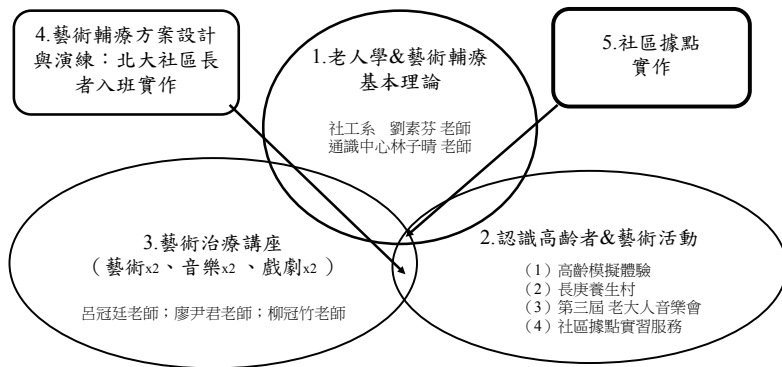 4.藝術輔療方案設計
與演練：北大社區長
者入班實作
1.老人學&藝術輔療
基本理論
社工系 劉素芬 老師
通識中心林子晴 老師
5.社區據點
實作
3.藝術治療講座
（藝術x2、音樂x2 、戲劇x2 ）
呂冠廷老師；廖尹君老師；柳冠竹老師
2.認識高齡者&藝術活動
（1）高齡模擬體驗
（2）長庚養生村
（3）第三屆 老大人音樂會
（4）社區據點實習服務